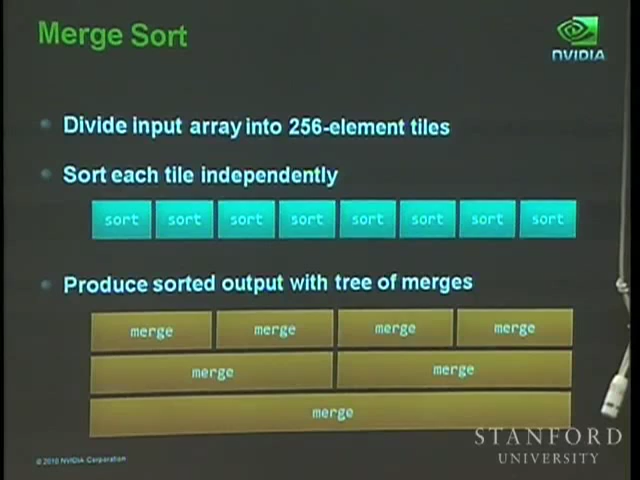 Merge Sort
NVIDIA
Divide input array into 256-element tiles
Sort each tile independently
sort sort sort sort sort sort sort sort
Produce sorted output with tree of merges
merge merge merge merge
merge merge
merge
STANFORD
UNIVERSITY
© 2010 NVIDIA Corporation